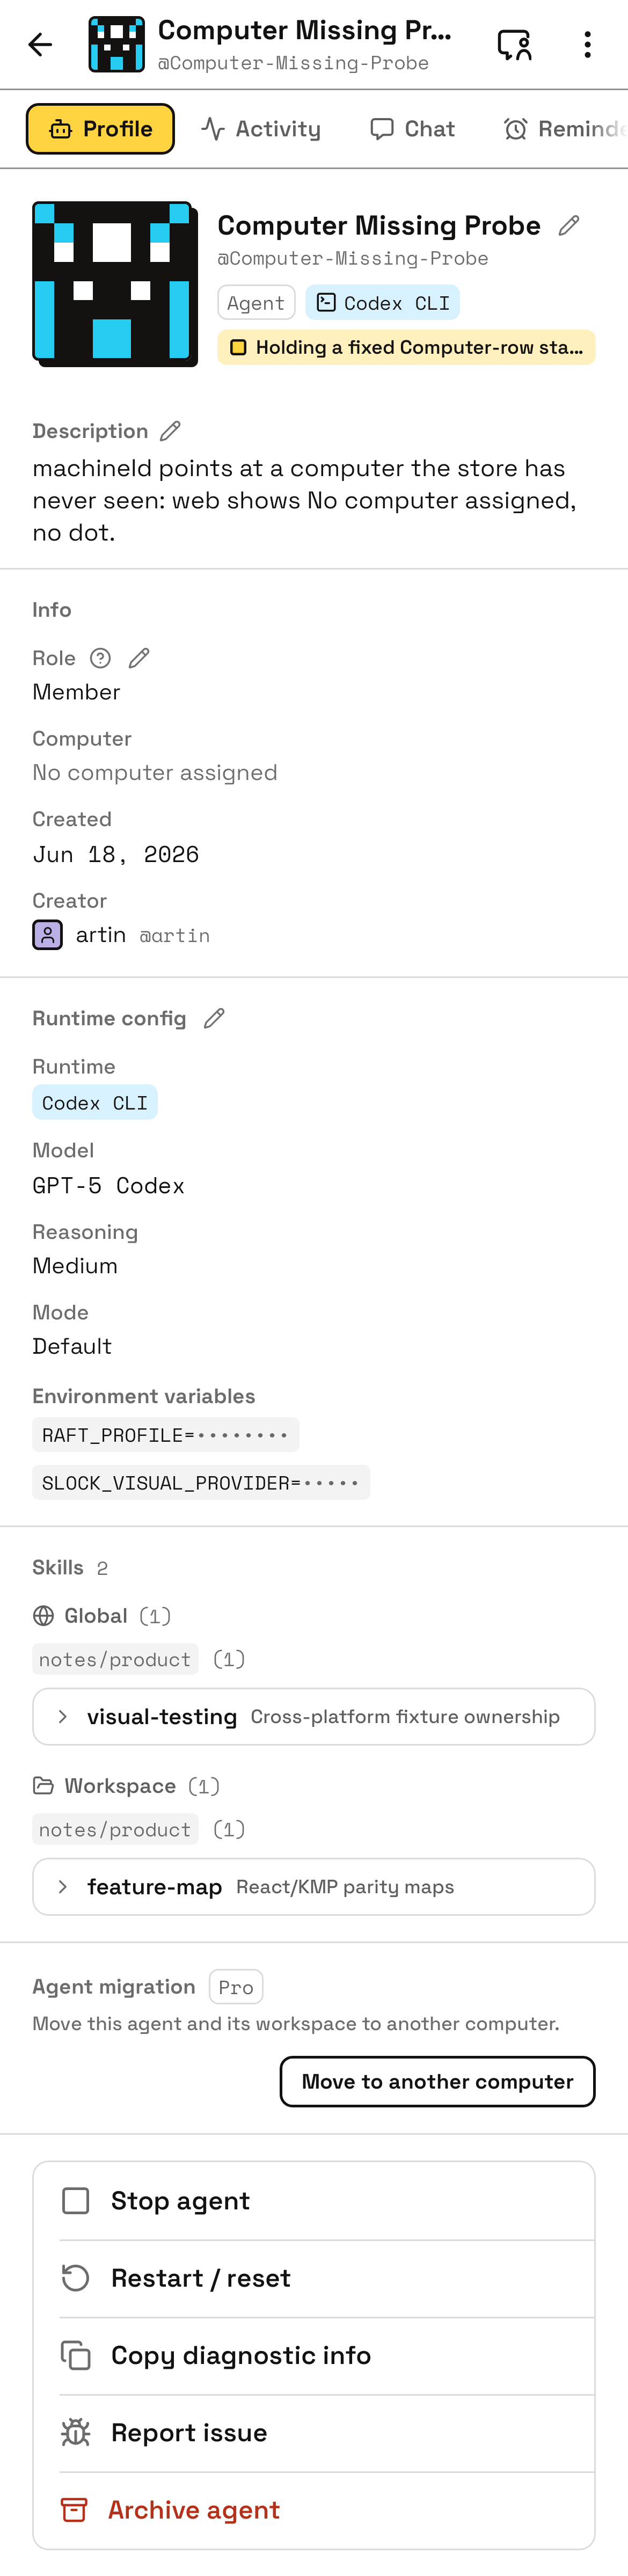 Computer Missing Pr...
@Computer-Missing-Probe
Profile
Activity
Chat
Reminde
Computer Missing Probe
@Computer-Missing-Probe
Agent
Codex CLI
Holding a fixed Computer-row sta...
Description
machineId points at a computer the store has
never seen: web shows No computer assigned,
no dot.
Info
Role
Member
Computer
No computer assigned
Created
Jun 18, 2026
Creator
artin @artin
Runtime config
Runtime
Codex CLI
Model
GPT-5 Codex
Reasoning
Medium
Mode
Default
Environment variables
RAFT_PROFILE=••••••••
SLOCK_VISUAL_PROVIDER=•••••
Skills 2
Global (1)
notes/product (1)
visual-testing Cross-platform fixture ownership
Workspace (1)
notes/product (1)
feature-map React/KMP parity maps
Agent migration Pro
Move this agent and its workspace to another computer.
Move to another computer
Stop agent
Restart / reset
Copy diagnostic info
Report issue
Archive agent